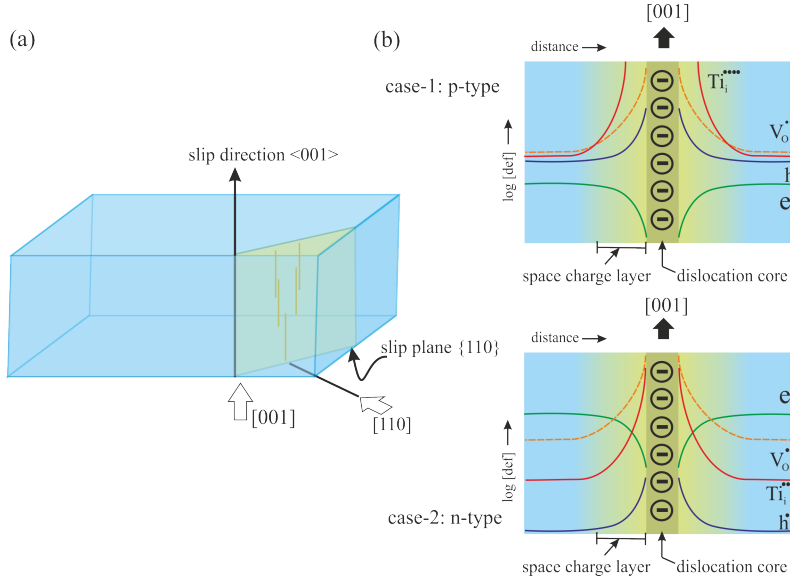 (a)
slip direction <001>
slip plane {110}
[001]
[110]
(b)
[001]
distance
case-1: p-type
Ti i ••••
V O •
h
e
log [def]
space charge layer
dislocation core
[001]
distance
e
log [def]
V O •
Ti i ••
h •
case-2: n-type
space charge layer
dislocation core